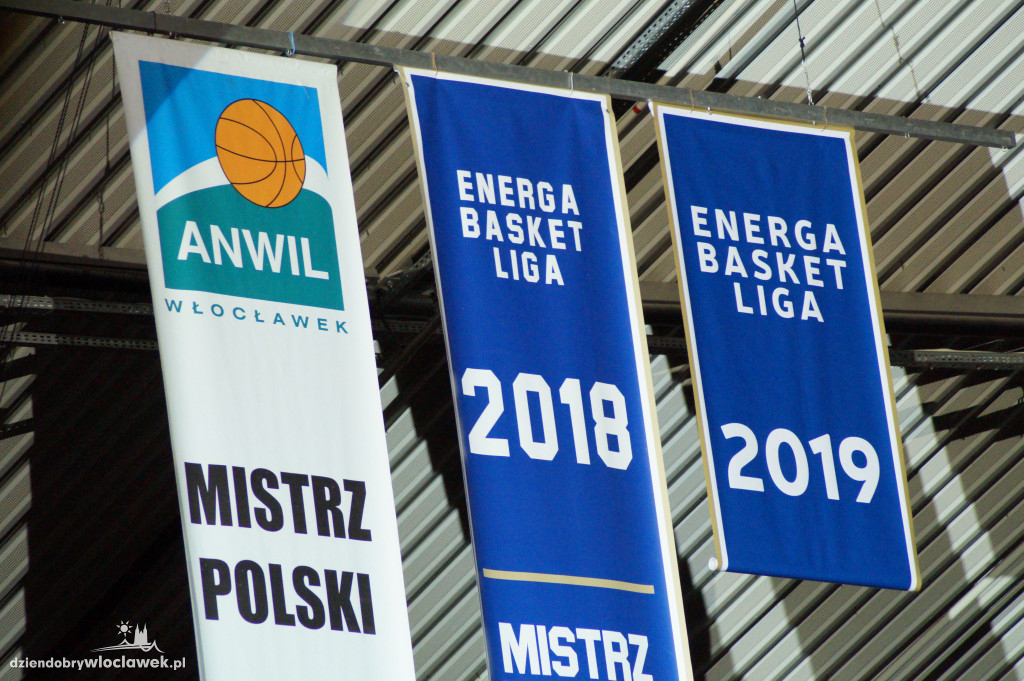 ANWIL
WŁOCŁAWEK
MISTRZ
POLSKI
ENERGA
BASKET
LIGA
2018
MISTRZ
ENERGA
BASKET
LIGA
2019
dziendobrywloclawek.pl